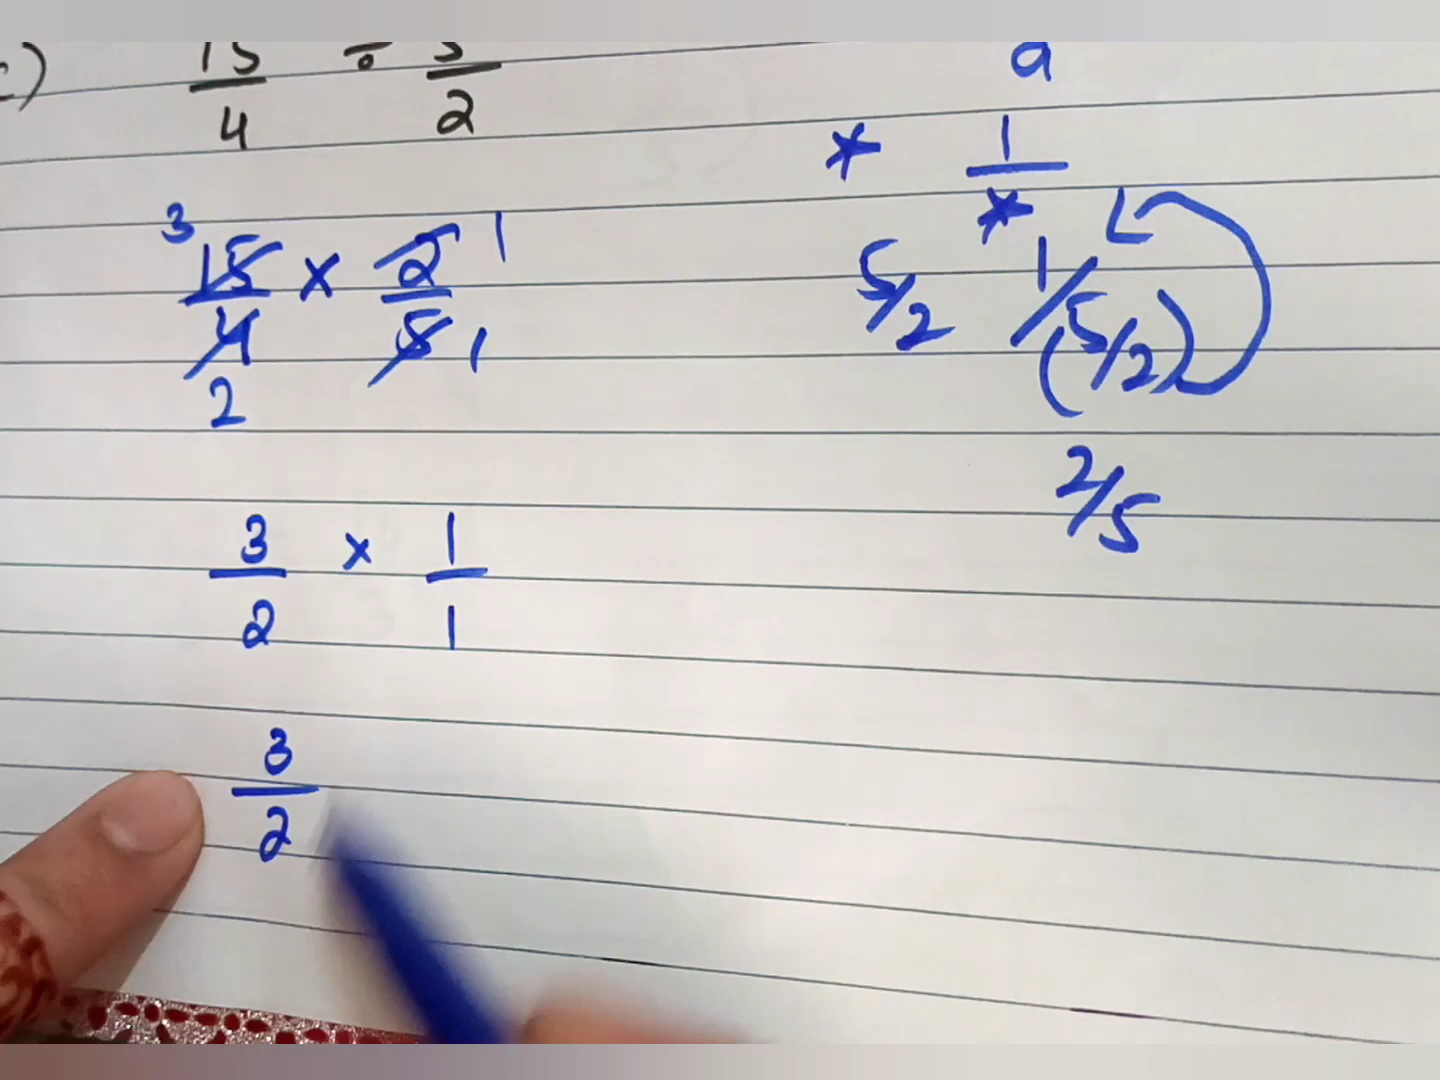 c) 15/4 ÷ 5/2
3 15/4 2 × 2/5 1 1
3/2 × 1/1
3/2
a
* 1/*
5/2 1/(5/2)
2/5